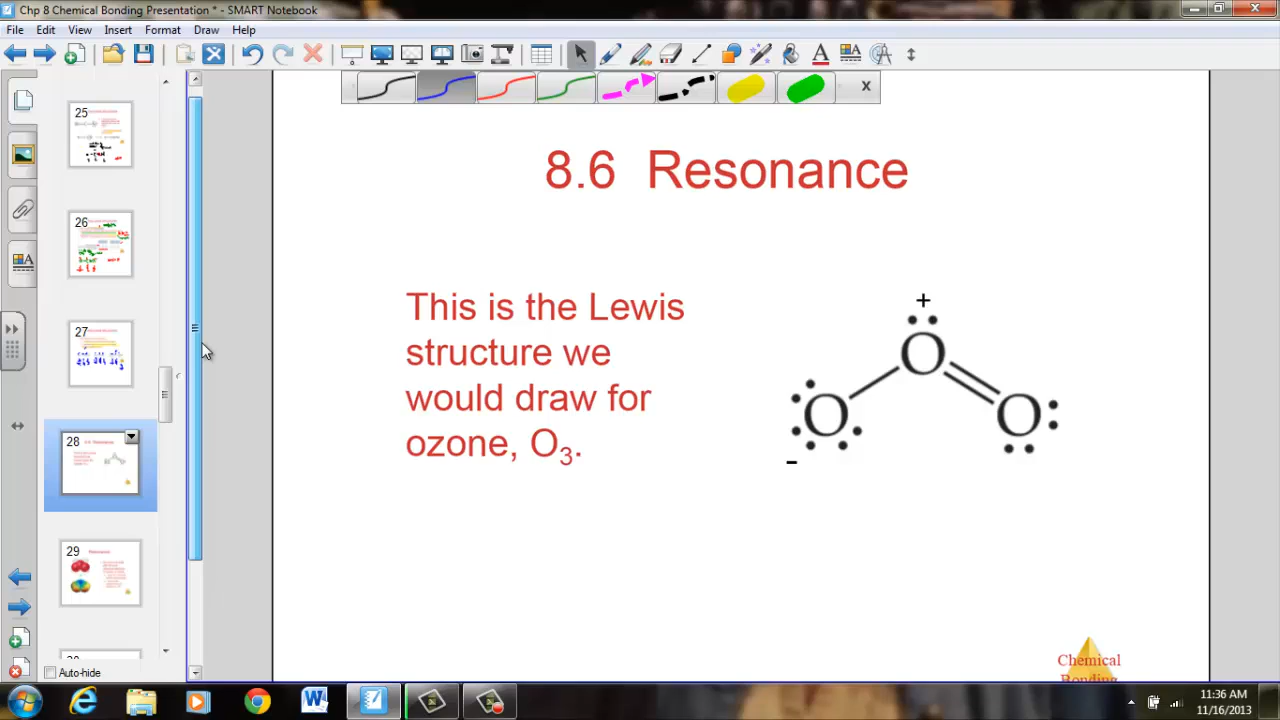 Chp 8 Chemical Bonding Presentation * - SMART Notebook
File Edit View Insert Format Draw Help
x
25
26
27
28
29
Auto-hide
8.6 Resonance
This is the Lewis
structure we
would draw for
ozone, O₃.
+
O
O
O
-
Chemical
Bonding
11:36 AM
11/16/2013